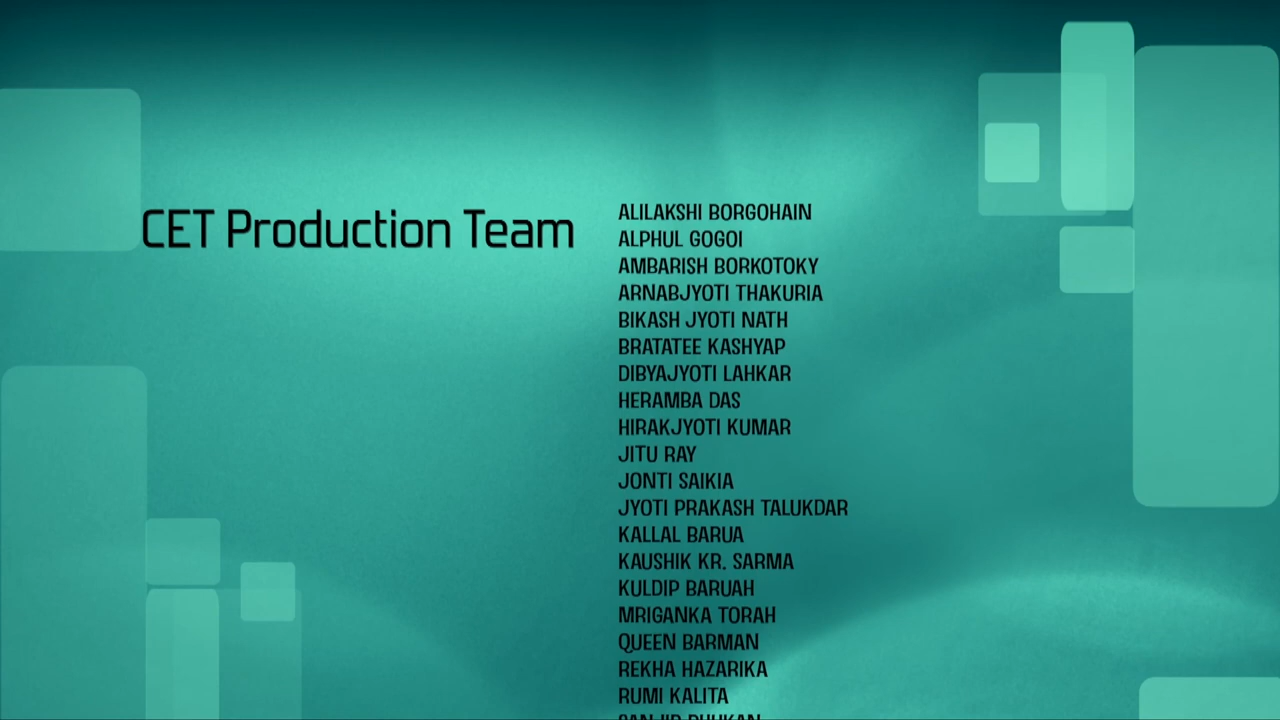 CET Production Team
ALILAKSHI BORGOHAIN
ALPHUL GOGOI
AMBARISH BORKOTOKY
ARNABJYOTI THAKURIA
BIKASH JYOTI NATH
BRATATEE KASHYAP
DIBYAJYOTI LAHKAR
HERAMBA DAS
HIRAKJYOTI KUMAR
JITU RAY
JONTI SAIKIA
JYOTI PRAKASH TALUKDAR
KALLAL BARUA
KAUSHIK KR. SARMA
KULDIP BARUAH
MRIGANKA TORAH
QUEEN BARMAN
REKHA HAZARIKA
RUMI KALITA